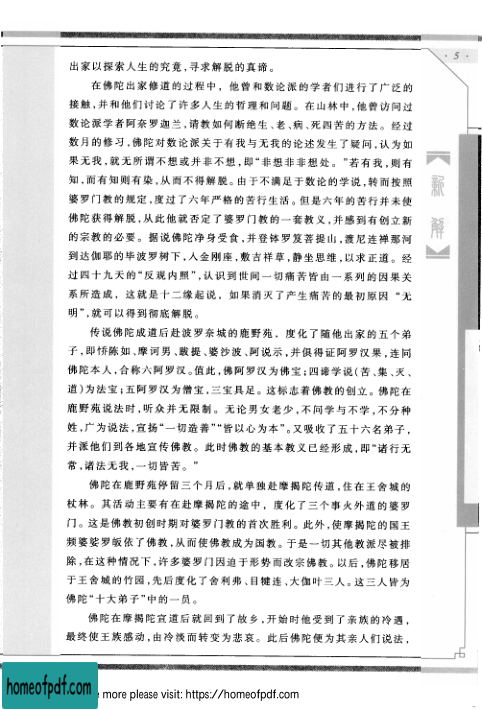 ·5·
出家以探索人生的究竟,寻求解脱的真谛。
在佛陀出家修道的过程中,他曾和数论派的学者们进行了广泛的
接触,并和他们讨论了许多人生的哲理和问题。在山林中,他曾访问过
数论派学者阿奈罗迦兰,请教如何断绝生、老、病、死四苦的方法。经过
数月的修习,佛陀对数论派关于有我与无我的论述发生了疑问,认为如
果无我,就无所谓不想或并非不想,即“非想非非想处。”若有我,则有
知,而有知则有染,从而不得解脱。由于不满足于数论的学说,转而按照
婆罗门教的规定,度过了六年严格的苦行生活。但是六年的苦行并未使
佛陀获得解脱,从此他就否定了婆罗门教的一套教义,并感到有创立新
的宗教的必要。据说佛陀净身受食,并登钵罗笈菩提山,渡尼连禅那河
到达伽耶的毕波罗树下,人金刚座,敷吉祥草,静坐思维,以求正道。经
过四十九天的“反观内照”,认识到世间一切痛苦皆由一系列的因果关
系所造成,这就是十二缘起说,如果消灭了产生痛苦的最初原因“无
明”,就可以得到彻底解脱。
传说佛陀成道后赴波罗奈城的鹿野苑,度化了随他出家的五个弟
子,即㤭陈如、摩诃男、跋提、婆沙波、阿说示,并俱得证阿罗汉果,连同
佛陀本人,合称六阿罗汉。值此,佛阿罗汉为佛宝;四谛学说(苦、集、灭、
道)为法宝;五阿罗汉为僧宝,三宝具足。这标志着佛教的创立。佛陀在
鹿野苑说法时,听众并无限制。无论男女老少,不问学与不学,不分种
姓,广为说法,宣扬“一切造善”“皆以心为本”。又吸收了五十六名弟子,
并派他们到各地宣传佛教。此时佛教的基本教义已经形成,即“诸行无
常,诸法无我,一切皆苦。”
佛陀在鹿野苑停留三个月后,就单独赴摩揭陀传道,住在王舍城的
杖林。其活动主要有在赴摩揭陀的途中,度化了三个事火外道的婆罗
门。这是佛教初创时期对婆罗门教的首次胜利。此外,使摩揭陀的国王
频婆娑罗皈依了佛教,从而使佛教成为国教。于是一切其他教派尽被排
除,在这种情况下,许多婆罗门因迫于形势而改宗佛教。以后,佛陀移居
于王舍城的竹园,先后度化了舍利弗、目犍连、大伽叶三人。这三人皆为
佛陀“十大弟子”中的一员。
佛陀在摩揭陀宣道后就回到了故乡,开始时他受到了亲族的冷遇,
最终使王族感动,由冷淡而转变为悲哀。此后佛陀便为其亲人们说法,
解
homeofpdf.com
more please visit: https://homeofpdf.com